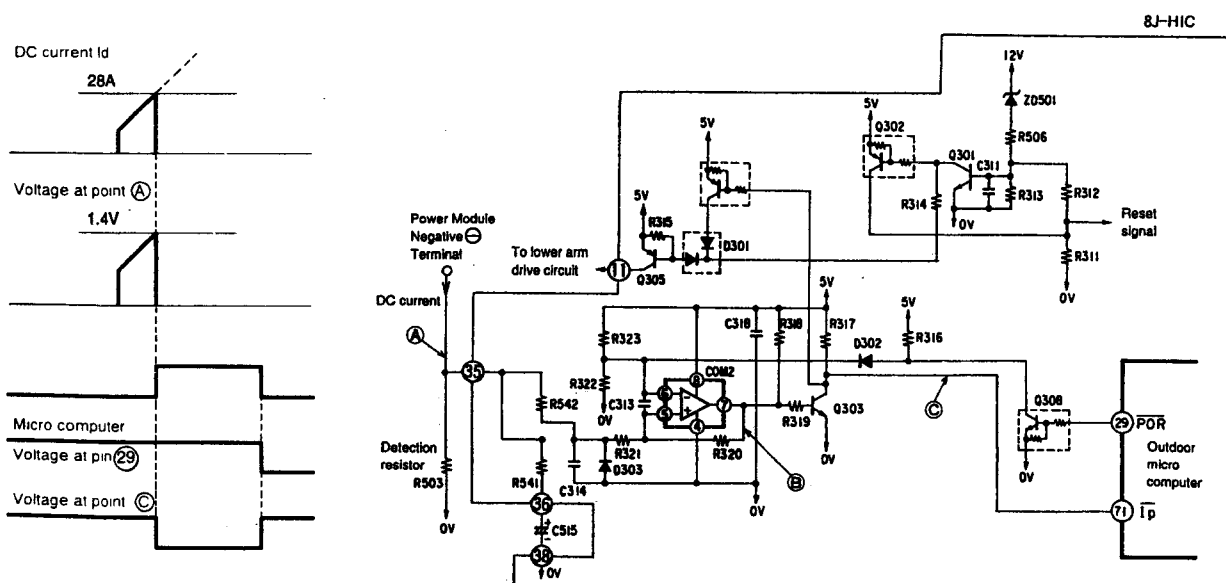 8J-HIC
DC current Id
28A
Voltage at point Ⓐ
1.4V
Micro computer
Voltage at pin ㉙
Voltage at point Ⓒ
Power Module
Negative ⊖
Terminal
DC current
Ⓐ
Detection
resistor
R503
0V
To lower arm
drive circuit
11
5V
R315
Q305
5V
D301
5V
Q302
R314
Q301
C311
0V
12V
ZD501
R506
R313
R312
Reset
signal
R311
0V
35
R542
R541
36
C515
+
-
38
0V
C314
D303
R321
R320
R323
R322
0V
C313
COM2
8
6
-
5
+
7
4
C318
R318
5V
R317
R319
Q303
0V
Ⓑ
0V
D302
5V
R316
Ⓒ
Q308
0V
29
POR
Outdoor
micro
computer
71
Ip